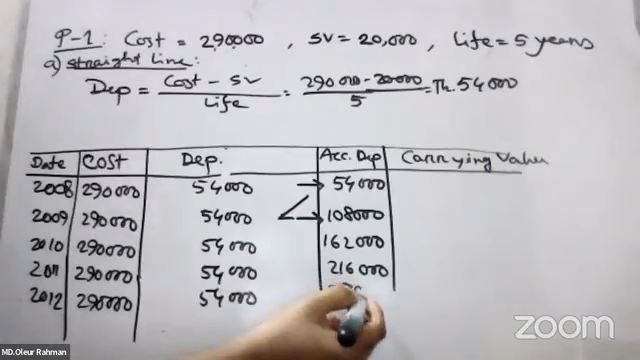 P-1: Cost = 290000 , SV = 20,000 , Life = 5 years
a) Straight Line:
Dep = Cost - SV / Life = 290000 - 20000 / 5 = Tk. 54000
Date Cost Dep. Acc. Dep Carrying Value
2008 290000 54000 → 54000
2009 290000 54000 108000
2010 290000 54000 162000
2011 290000 54000 216000
2012 290000 54000
MD.Oleur Rahman
zoom